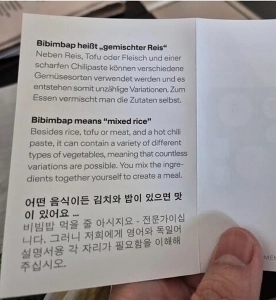 Bibimbap heißt „gemischter Reis“
Neben Reis, Tofu oder Fleisch und einer
scharfen Chilipaste können verschiedene
Gemüsesorten verwendet werden und es
entstehen somit unzählige Variationen. Zum
Essen vermischt man die Zutaten selbst.
Bibimbap means “mixed rice”
Besides rice, tofu or meat, and a hot chili
paste, it can contain a variety of different
types of vegetables, meaning that countless
variations are possible. You mix the ingre-
dients together yourself to create a meal.
어떤 음식이든 김치와 밥이 있으면 맛
이 있어요 ...
비빔밥 먹을 줄 아시지요 - 전문가이십
니다. 그러니 저희에게 영어와 독일어
설명서용 각 자리가 필요함을 이해해
주십시오.